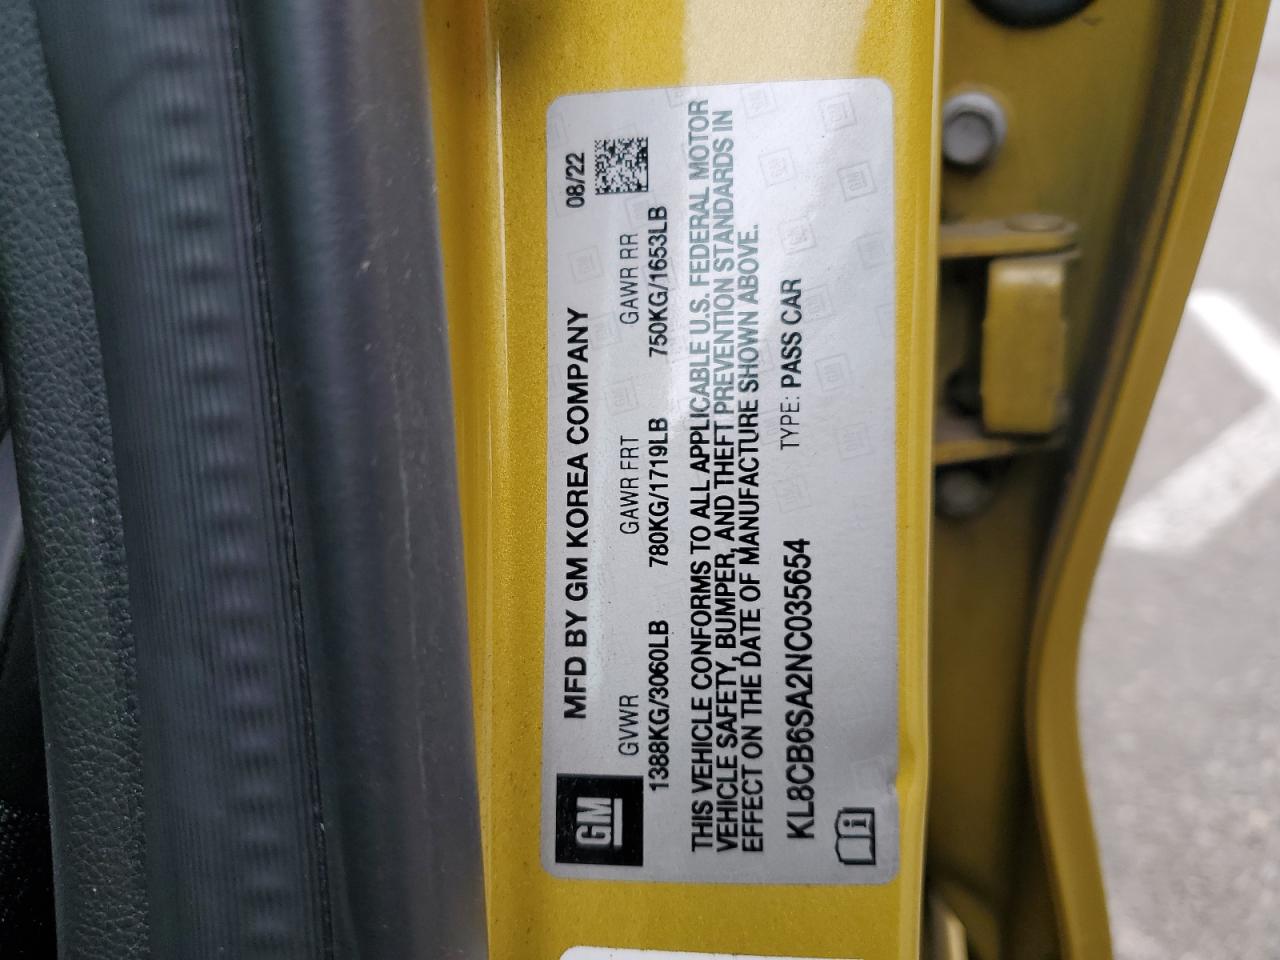 MFD BY GM KOREA COMPANY 08/22
GM
GVWR GAWR FRT GAWR RR
1388KG/3060LB 780KG/1719LB 750KG/1653LB
THIS VEHICLE CONFORMS TO ALL APPLICABLE U.S. FEDERAL MOTOR
VEHICLE SAFETY, BUMPER, AND THEFT PREVENTION STANDARDS IN
EFFECT ON THE DATE OF MANUFACTURE SHOWN ABOVE.
KL8CB6SA2NC035654 TYPE: PASS CAR